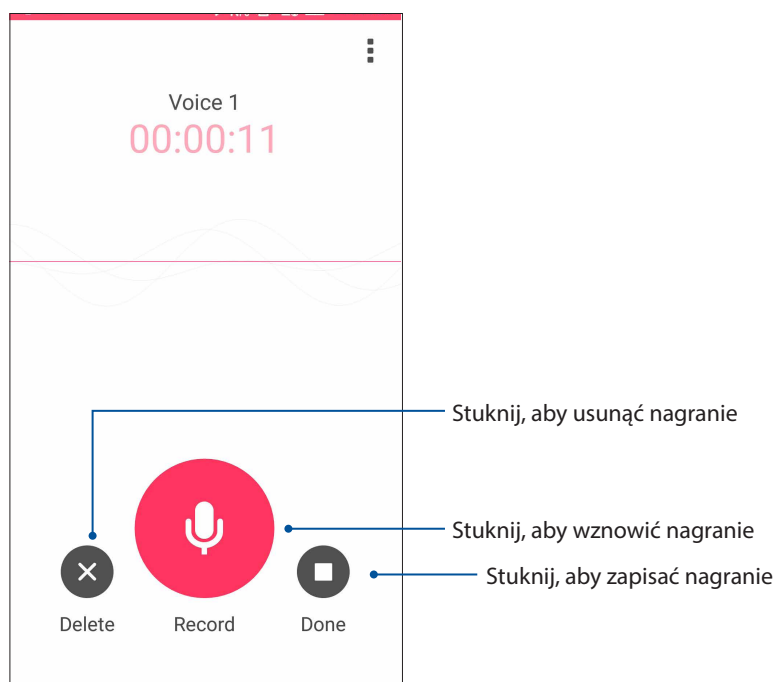 Voice 1
00:00:11
Stuknij, aby usunąć nagranie
Stuknij, aby wznowić nagranie
Stuknij, aby zapisać nagranie
Delete
Record
Done